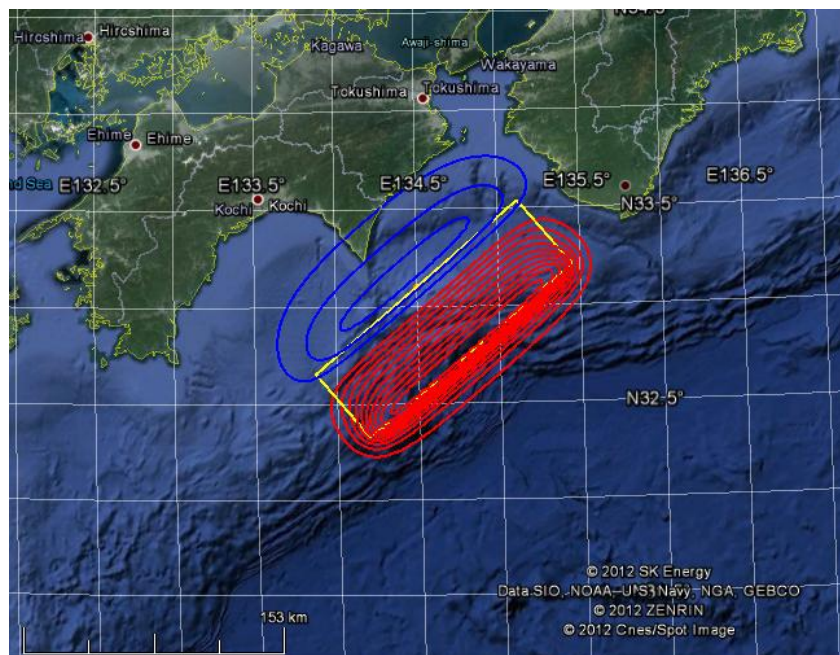 N34.5°
Hiroshima Hiroshima
Kagawa
Awaji-shima
Wakayama
Tokushima Tokushima
Ehime Ehime
E132.5° E133.5° E134.5° E135.5° E136.5°
Kochi Kochi
N33.5°
N32.5°
© 2012 SK Energy
Data SIO, NOAA, U.S. Navy, NGA, GEBCO
© 2012 ZENRIN
© 2012 Cnes/Spot Image
153 km